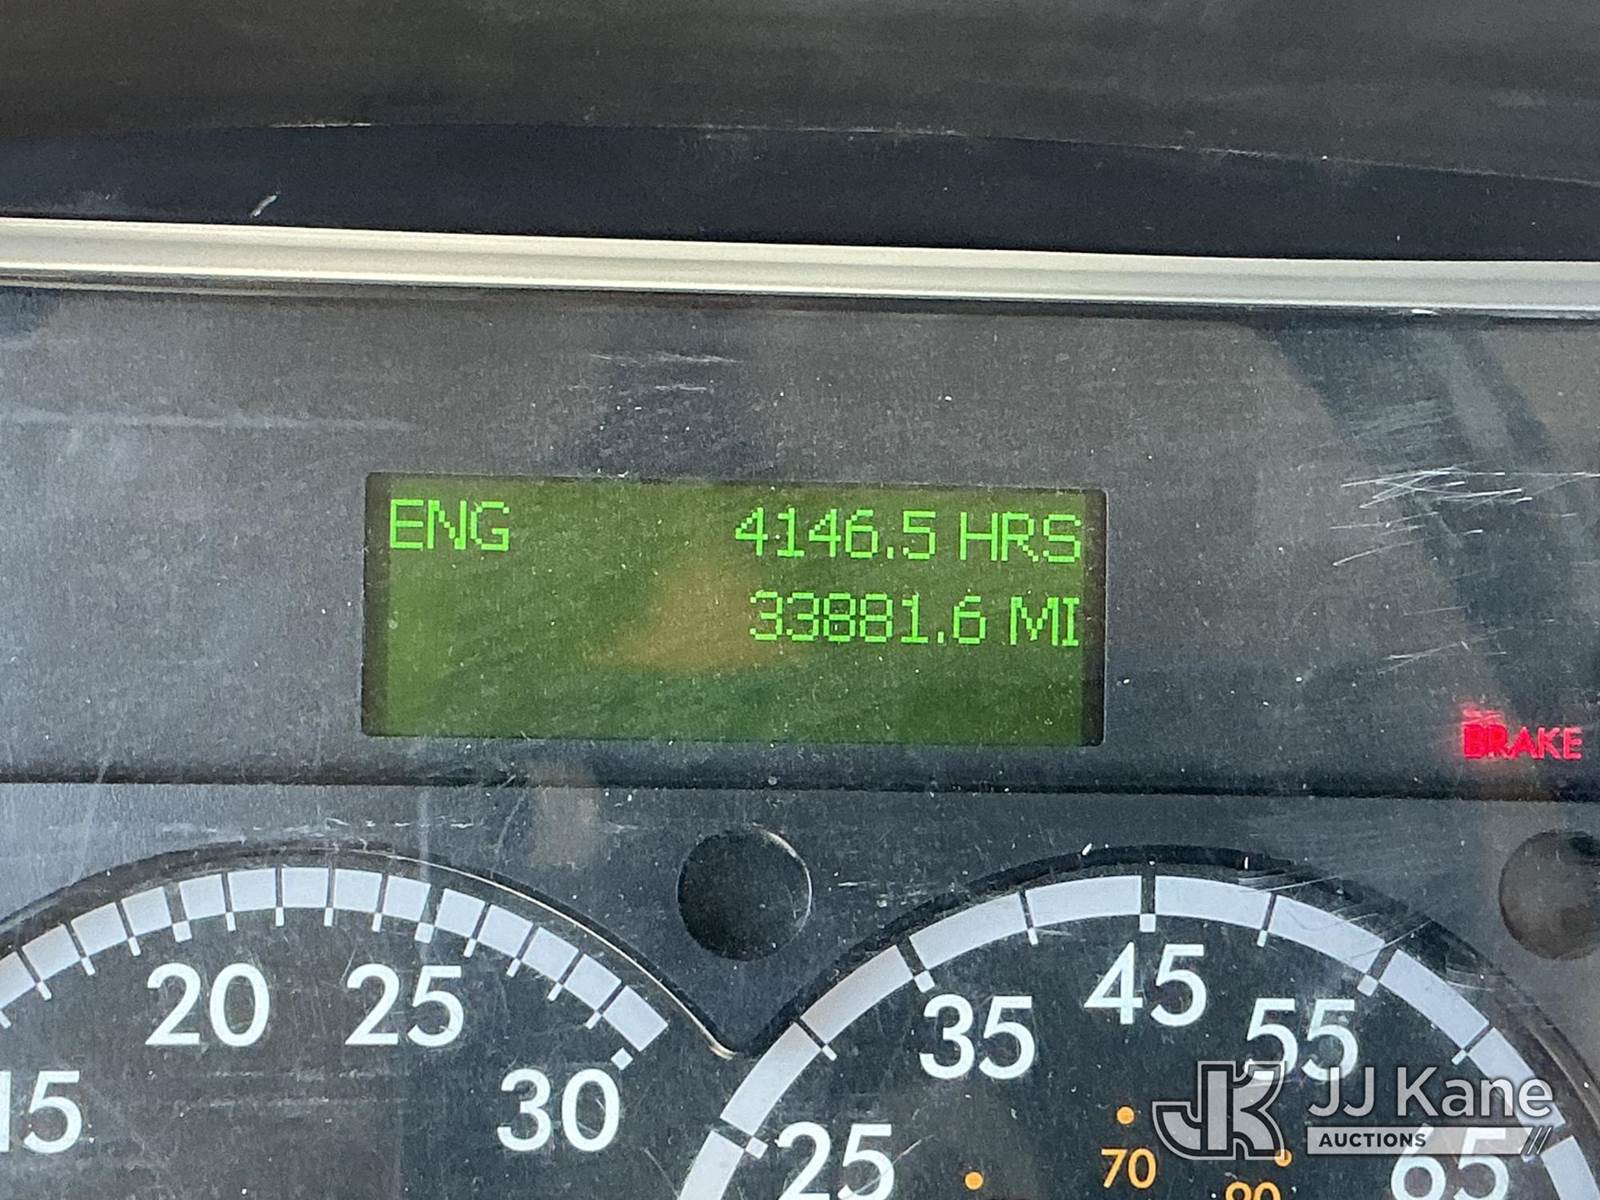 ENG 4146.5 HRS
33881.6 MI
BRAKE
15 20 25 30
25 35 45 55 65
70
JK JJ Kane
AUCTIONS